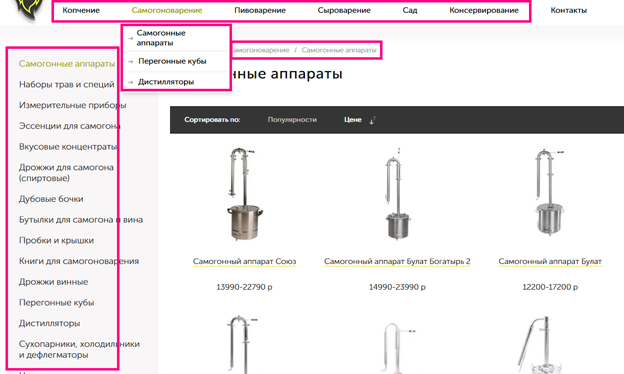 Копчение Самогоноварение Пивоварение Сыроварение Сад Консервирование Контакты
→ Самогонные
аппараты
→ Перегонные кубы
→ Дистилляторы
Самогоноварение / Самогонные аппараты
нные аппараты
Самогонные аппараты
Наборы трав и специй
Измерительные приборы
Эссенции для самогона
Вкусовые концентраты
Дрожжи для самогона
(спиртовые)
Дубовые бочки
Бутылки для самогона и вина
Пробки и крышки
Книги для самогоноварения
Дрожжи винные
Перегонные кубы
Дистилляторы
Сухопарники, холодильники
и дефлегматоры
Сортировать по: Популярности Цене
Самогонный аппарат Союз Самогонный аппарат Булат Богатырь 2 Самогонный аппарат Булат
13990-22790 р 14990-23990 р 12200-17200 р